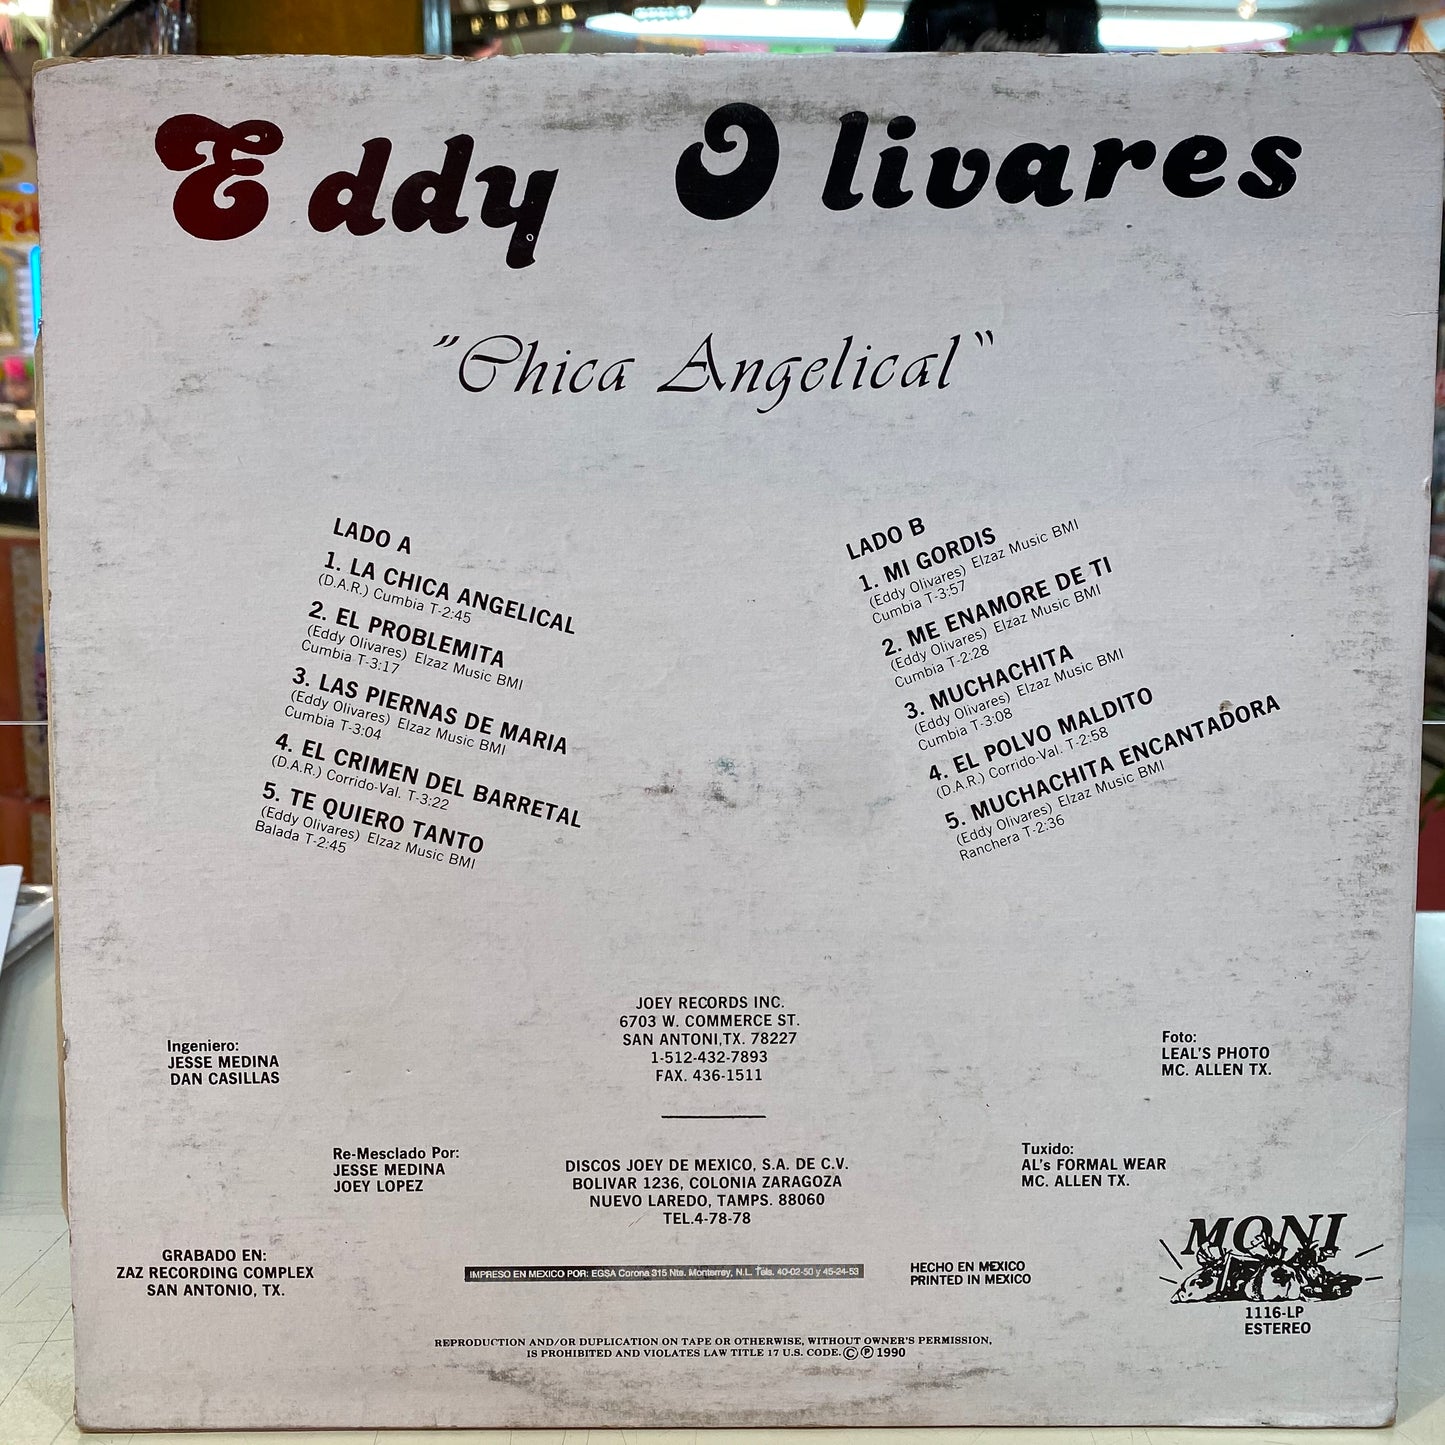 Eddy Olivares
"Chica Angelical"
LADO A
1. LA CHICA ANGELICAL
(D.A.R.) Cumbia T-2:45
2. EL PROBLEMITA
(Eddy Olivares) Elzaz Music BMI
Cumbia T-3:17
3. LAS PIERNAS DE MARIA
(Eddy Olivares) Elzaz Music BMI
Cumbia T-3:04
4. EL CRIMEN DEL BARRETAL
(D.A.R.) Corrido-Val. T-3:22
5. TE QUIERO TANTO
(Eddy Olivares) Elzaz Music BMI
Balada T-2:45
LADO B
1. MI GORDIS
(Eddy Olivares) Elzaz Music BMI
Cumbia T-3:57
2. ME ENAMORE DE TI
(Eddy Olivares) Elzaz Music BMI
Cumbia T-2:28
3. MUCHACHITA
(Eddy Olivares) Elzaz Music BMI
Cumbia T-3:08
4. EL POLVO MALDITO
(D.A.R.) Corrido-Val. T-2:58
5. MUCHACHITA ENCANTADORA
(Eddy Olivares) Elzaz Music BMI
Ranchera T-2:36
JOEY RECORDS INC.
6703 W. COMMERCE ST.
SAN ANTONI,TX. 78227
1-512-432-7893
FAX. 436-1511
Ingeniero:
JESSE MEDINA
DAN CASILLAS
Foto:
LEAL'S PHOTO
MC. ALLEN TX.
Re-Mesclado Por:
JESSE MEDINA
JOEY LOPEZ
DISCOS JOEY DE MEXICO, S.A. DE C.V.
BOLIVAR 1236, COLONIA ZARAGOZA
NUEVO LAREDO, TAMPS. 88060
TEL.4-78-78
Tuxido:
AL's FORMAL WEAR
MC. ALLEN TX.
GRABADO EN:
ZAZ RECORDING COMPLEX
SAN ANTONIO, TX.
IMPRESO EN MEXICO POR: EGSA Corona 315 Nte. Monterrey, N.L. Tels. 40-02-50 y 45-24-53
HECHO EN MEXICO
PRINTED IN MEXICO
MONI
1116-LP
ESTEREO
REPRODUCTION AND/OR DUPLICATION ON TAPE OR OTHERWISE, WITHOUT OWNER'S PERMISSION,
IS PROHIBITED AND VIOLATES LAW TITLE 17 U.S. CODE.Ⓒ Ⓟ 1990